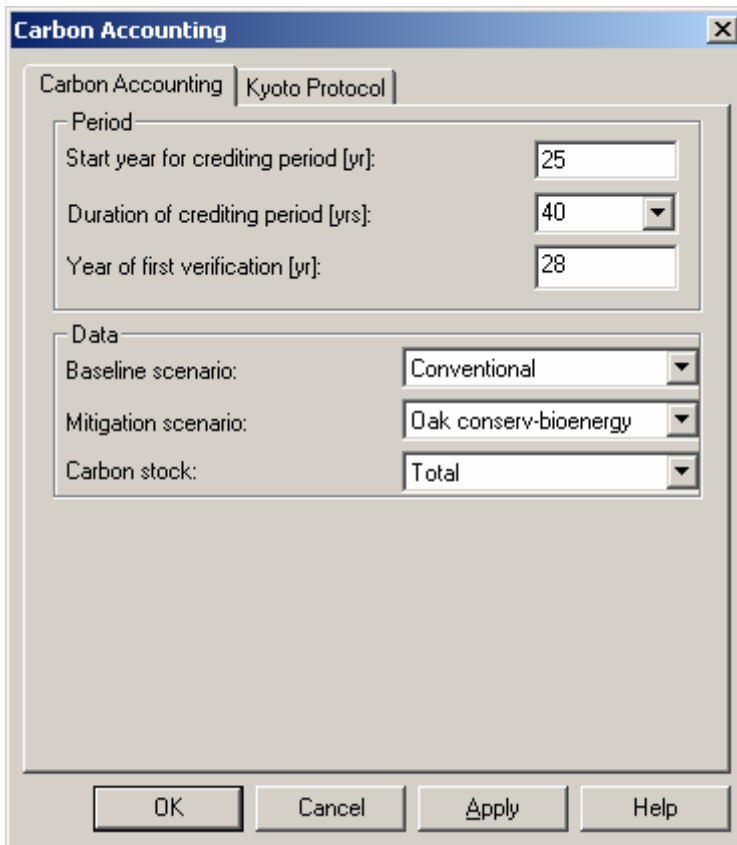 Carbon Accounting
Carbon Accounting Kyoto Protocol
Period
Start year for crediting period [yr]: 25
Duration of crediting period [yrs]: 40
Year of first verification [yr]: 28
Data
Baseline scenario: Conventional
Mitigation scenario: Oak conserv-bioenergy
Carbon stock: Total
OK Cancel Apply Help